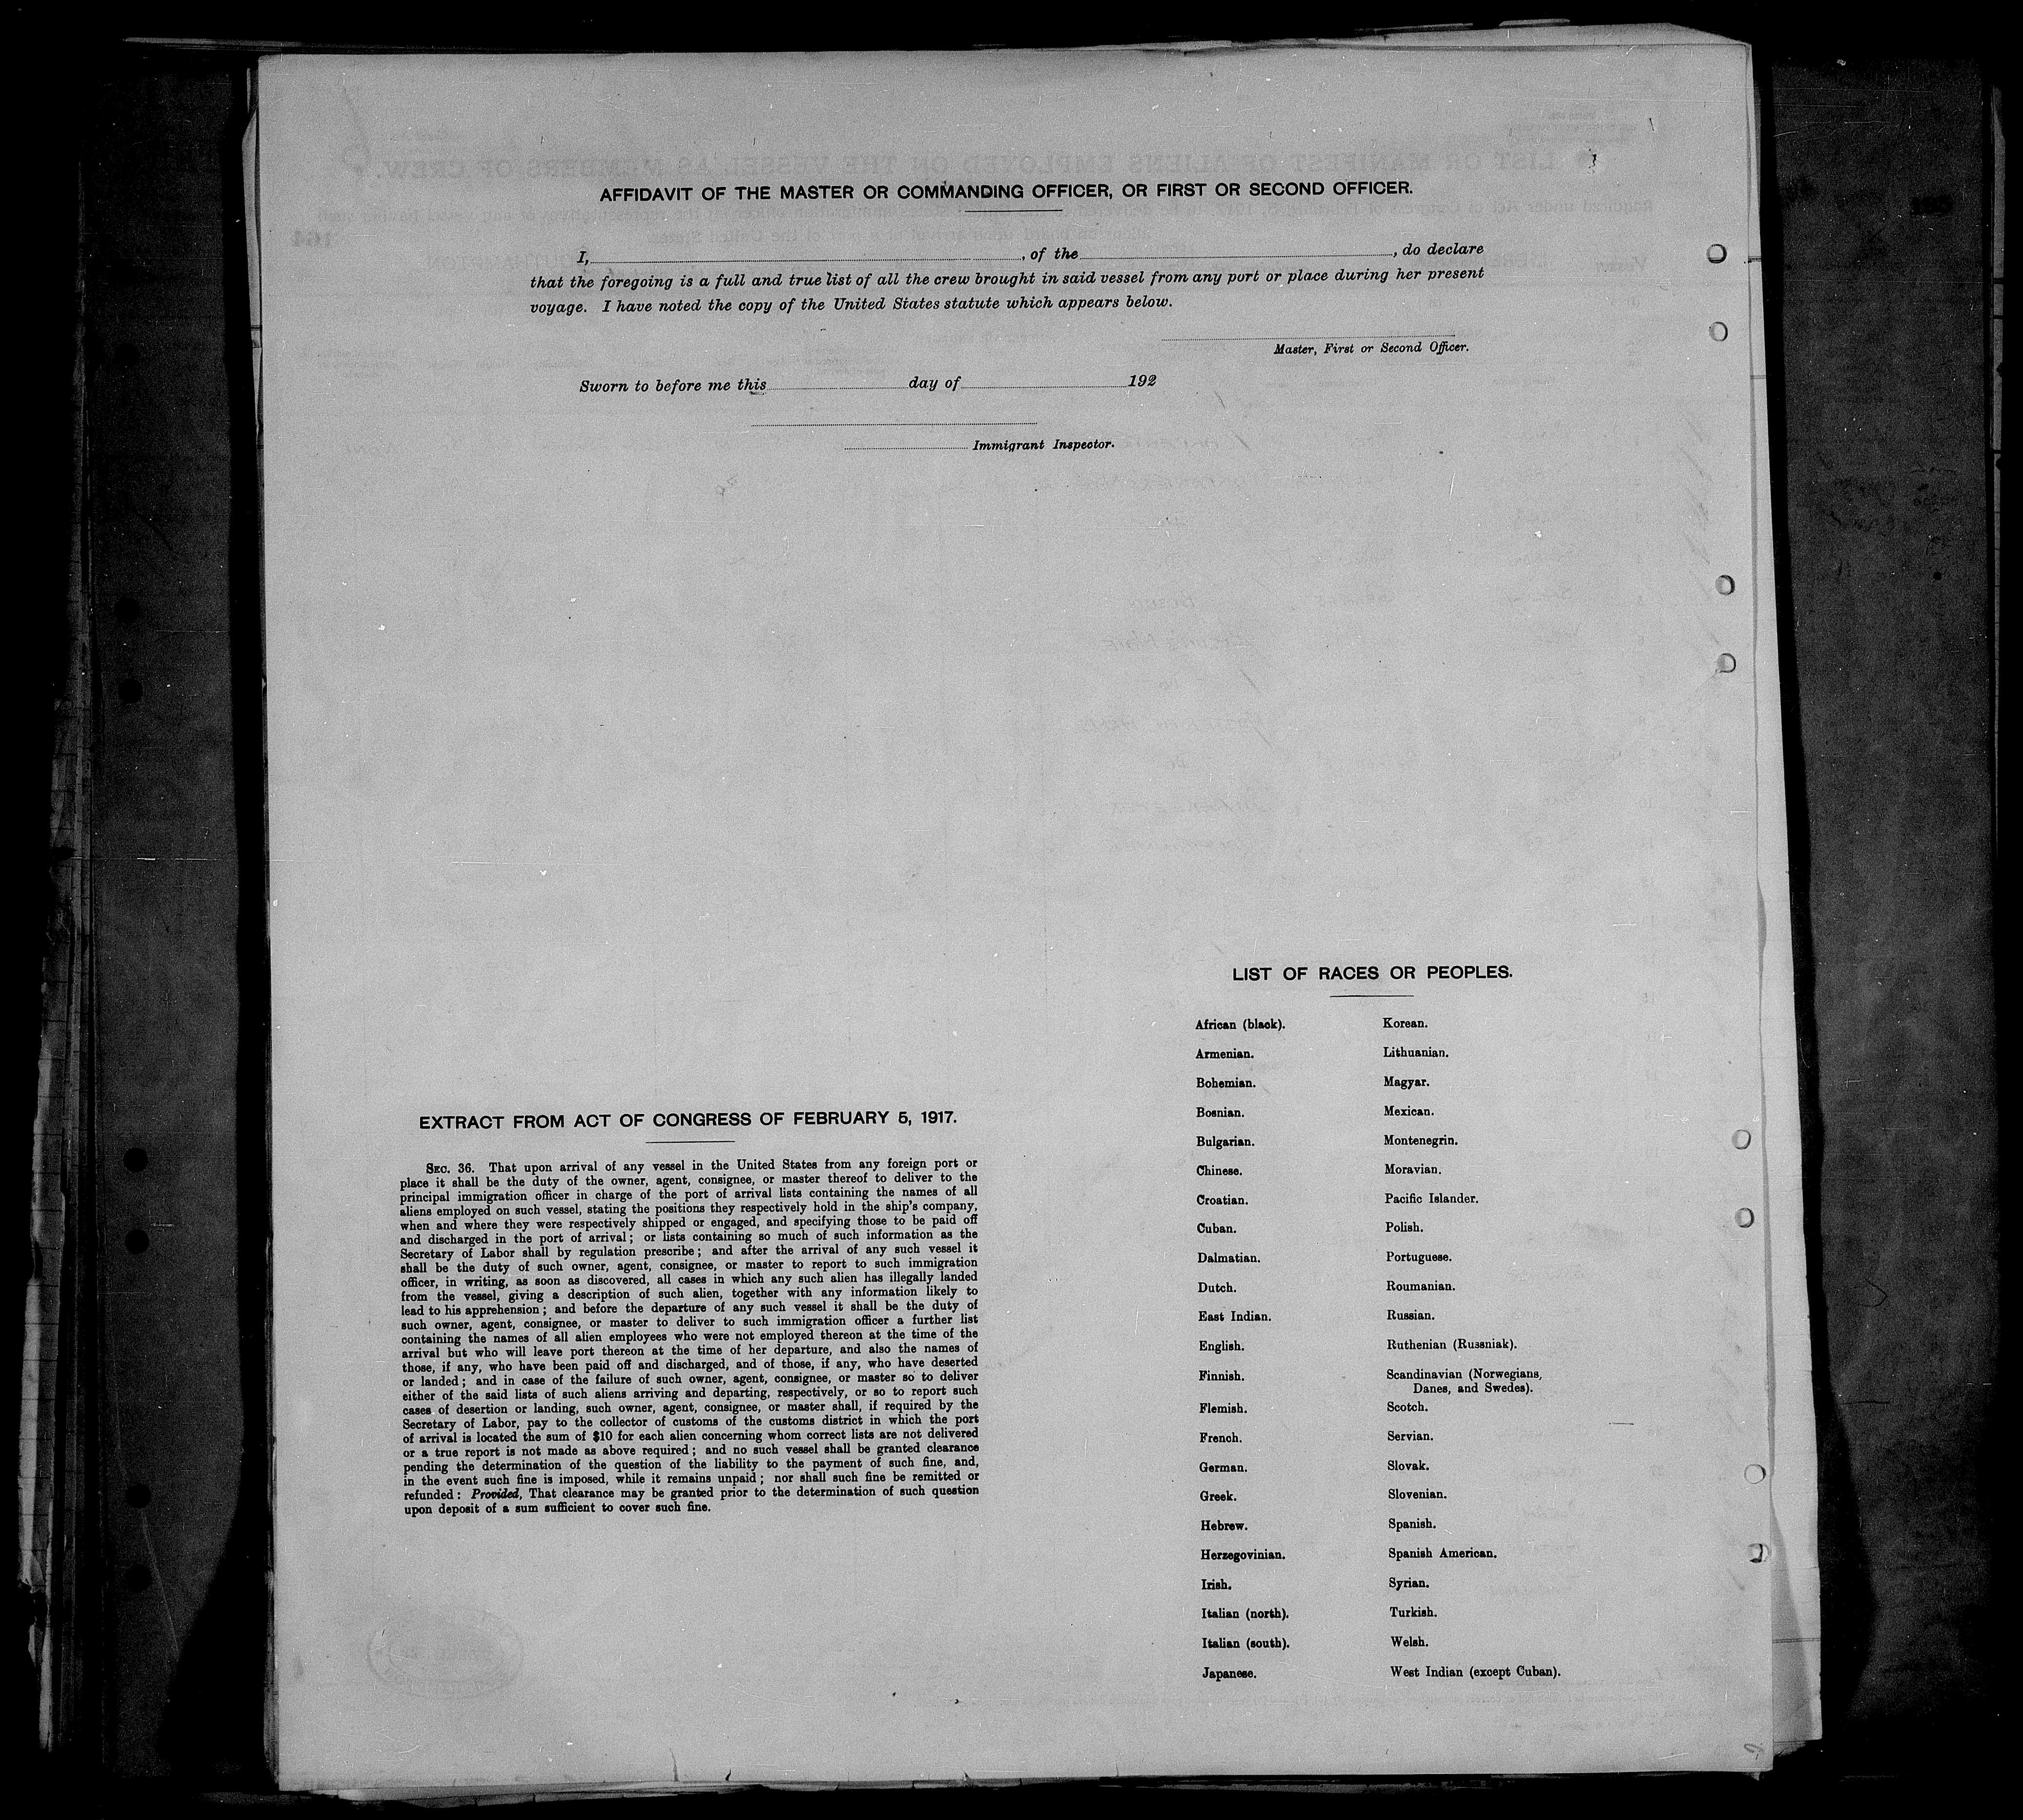 AFFIDAVIT OF THE MASTER OR COMMANDING OFFICER, OR FIRST OR SECOND OFFICER.
I, , of the , do declare
that the foregoing is a full and true list of all the crew brought in said vessel from any port or place during her present
voyage. I have noted the copy of the United States statute which appears below.
Master, First or Second Officer.
Sworn to before me this day of 192
Immigrant Inspector.
EXTRACT FROM ACT OF CONGRESS OF FEBRUARY 5, 1917.
SEC. 36. That upon arrival of any vessel in the United States from any foreign port or
place it shall be the duty of the owner, agent, consignee, or master thereof to deliver to the
principal immigration officer in charge of the port of arrival lists containing the names of all
aliens employed on such vessel, stating the positions they respectively hold in the ship's company,
when and where they were respectively shipped or engaged, and specifying those to be paid off
and discharged in the port of arrival; or lists containing so much of such information as the
Secretary of Labor shall by regulation prescribe; and after the arrival of any such vessel it
shall be the duty of such owner, agent, consignee, or master to report to such immigration
officer, in writing, as soon as discovered, all cases in which any such alien has illegally landed
from the vessel, giving a description of such alien, together with any information likely to
lead to his apprehension; and before the departure of any such vessel it shall be the duty of
such owner, agent, consignee, or master to deliver to such immigration officer a further list
containing the names of all alien employees who were not employed thereon at the time of the
arrival but who will leave port thereon at the time of her departure, and also the names of
those, if any, who have been paid off and discharged, and of those, if any, who have deserted
or landed; and in case of the failure of such owner, agent, consignee, or master so to deliver
either of the said lists of such aliens arriving and departing, respectively, or so to report such
cases of desertion or landing, such owner, agent, consignee, or master shall, if required by the
Secretary of Labor, pay to the collector of customs of the customs district in which the port
of arrival is located the sum of $10 for each alien concerning whom correct lists are not delivered
or a true report is not made as above required; and no such vessel shall be granted clearance
pending the determination of the question of the liability to the payment of such fine, and,
in the event such fine is imposed, while it remains unpaid; nor shall such fine be remitted or
refunded: Provided, That clearance may be granted prior to the determination of such question
upon deposit of a sum sufficient to cover such fine.
LIST OF RACES OR PEOPLES.
African (black).
Armenian.
Bohemian.
Bosnian.
Bulgarian.
Chinese.
Croatian.
Cuban.
Dalmatian.
Dutch.
East Indian.
English.
Finnish.
Flemish.
French.
German.
Greek.
Hebrew.
Herzegovinian.
Irish.
Italian (north).
Italian (south).
Japanese.
Korean.
Lithuanian.
Magyar.
Mexican.
Montenegrin.
Moravian.
Pacific Islander.
Polish.
Portuguese.
Roumanian.
Russian.
Ruthenian (Russniak).
Scandinavian (Norwegians,
Danes, and Swedes).
Scotch.
Servian.
Slovak.
Slovenian.
Spanish.
Spanish American.
Syrian.
Turkish.
Welsh.
West Indian (except Cuban).